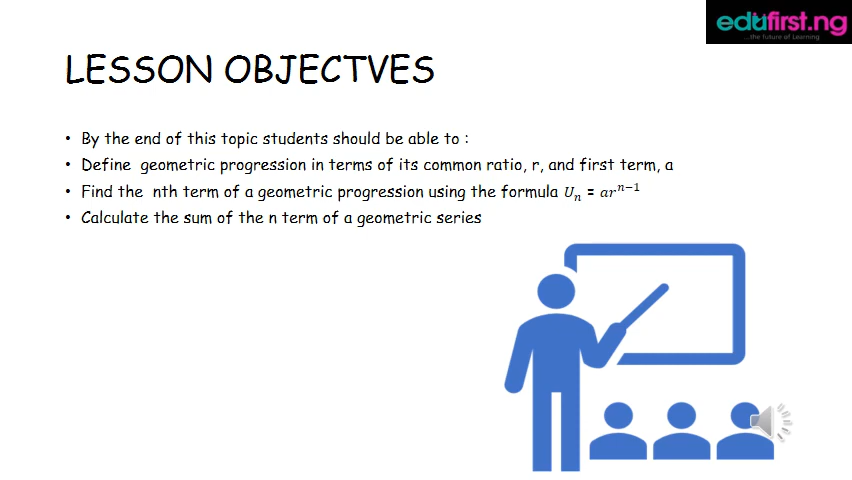 edufirst.ng
...the future of Learning
LESSON OBJECTVES
• By the end of this topic students should be able to :
• Define geometric progression in terms of its common ratio, r, and first term, a
• Find the nth term of a geometric progression using the formula Uₙ = arⁿ⁻¹
• Calculate the sum of the n term of a geometric series